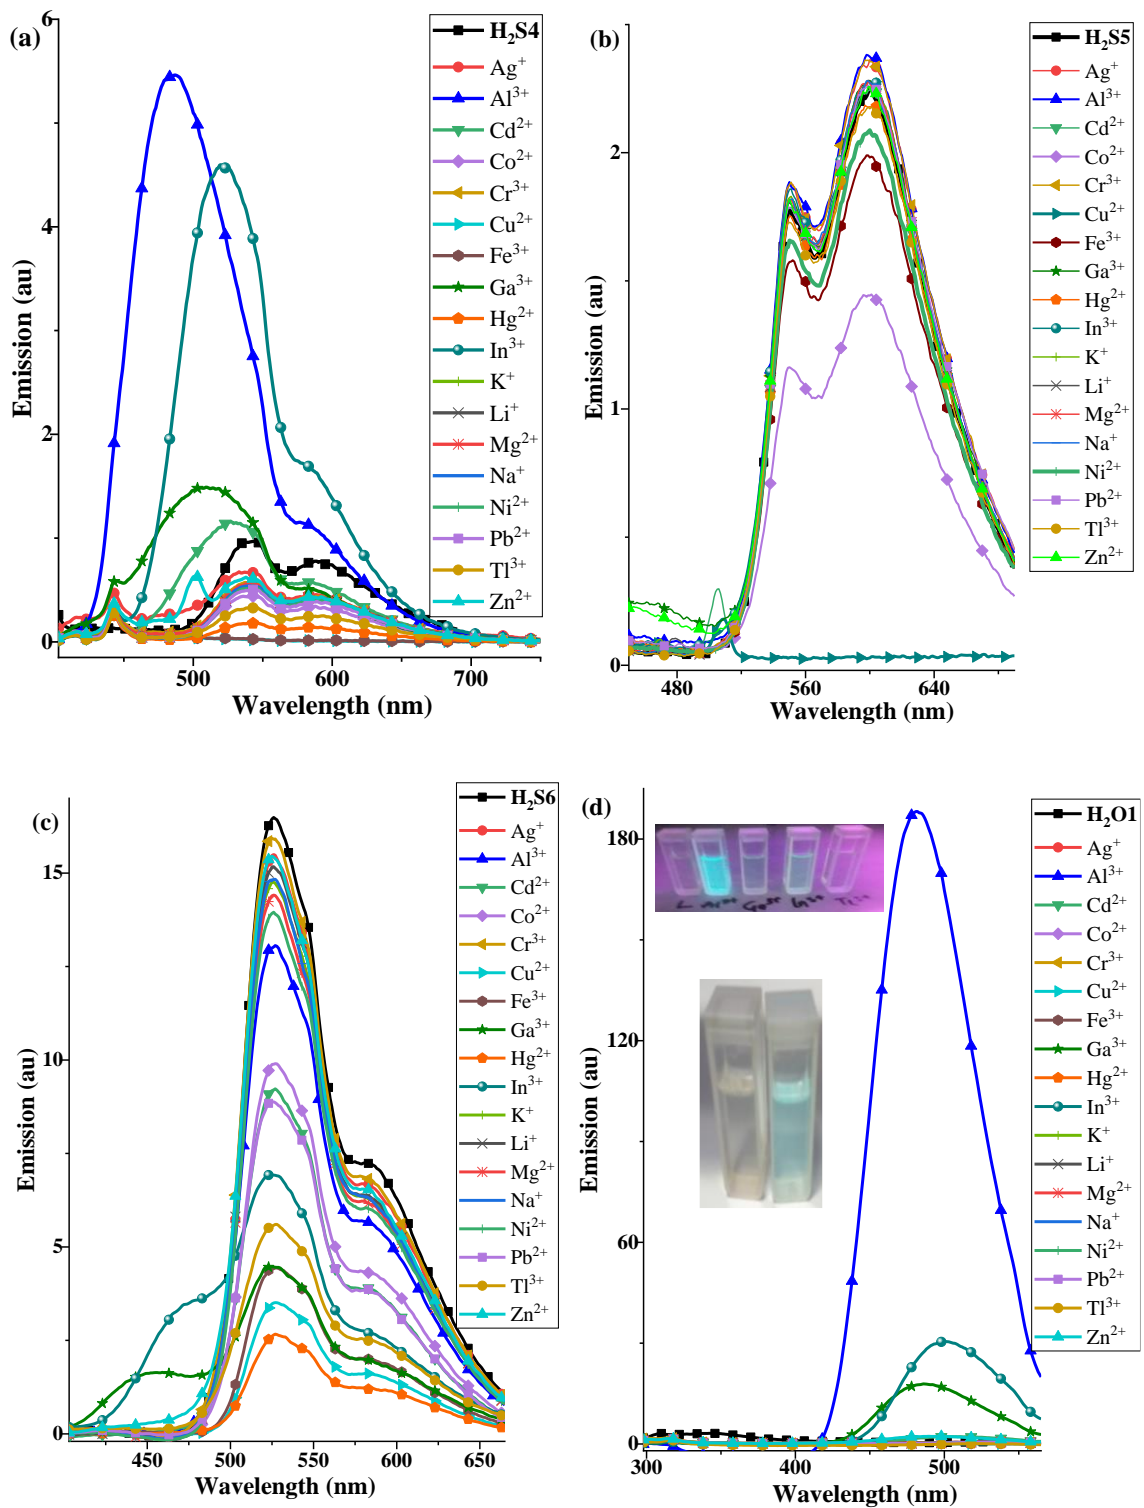 (a)
6
4
2
0
500
600
700
Emission (au)
Wavelength (nm)
H₂S4
Ag⁺
Al³⁺
Cd²⁺
Co²⁺
Cr³⁺
Cu²⁺
Fe³⁺
Ga³⁺
Hg²⁺
In³⁺
K⁺
Li⁺
Mg²⁺
Na⁺
Ni²⁺
Pb²⁺
Tl³⁺
Zn²⁺
(b)
2
1
0
480
560
640
Emission (au)
Wavelength (nm)
H₂S5
Ag⁺
Al³⁺
Cd²⁺
Co²⁺
Cr³⁺
Cu²⁺
Fe³⁺
Ga³⁺
Hg²⁺
In³⁺
K⁺
Li⁺
Mg²⁺
Na⁺
Ni²⁺
Pb²⁺
Tl³⁺
Zn²⁺
(c)
15
10
5
0
450
500
550
600
650
Emission (au)
Wavelength (nm)
H₂S6
Ag⁺
Al³⁺
Cd²⁺
Co²⁺
Cr³⁺
Cu²⁺
Fe³⁺
Ga³⁺
Hg²⁺
In³⁺
K⁺
Li⁺
Mg²⁺
Na⁺
Ni²⁺
Pb²⁺
Tl³⁺
Zn²⁺
(d)
180
120
60
0
300
400
500
Emission (au)
Wavelength (nm)
H₂O1
Ag⁺
Al³⁺
Cd²⁺
Co²⁺
Cr³⁺
Cu²⁺
Fe³⁺
Ga³⁺
Hg²⁺
In³⁺
K⁺
Li⁺
Mg²⁺
Na⁺
Ni²⁺
Pb²⁺
Tl³⁺
Zn²⁺